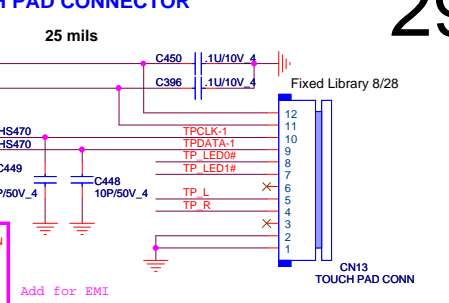 PAD CONNECTOR
29
25 mils
C450 .1U/10V_4
C396 .1U/10V_4
Fixed Library 8/28
12
11
HS470 TPCLK-1 10
HS470 TPDATA-1 9
TP_LED0# 8
TP_LED1# 7
C449
6
C448
TP_L 5
P/50V_4 10P/50V_4
TP_R 4
3
2
1
CN13
TOUCH PAD CONN
Add for EMI